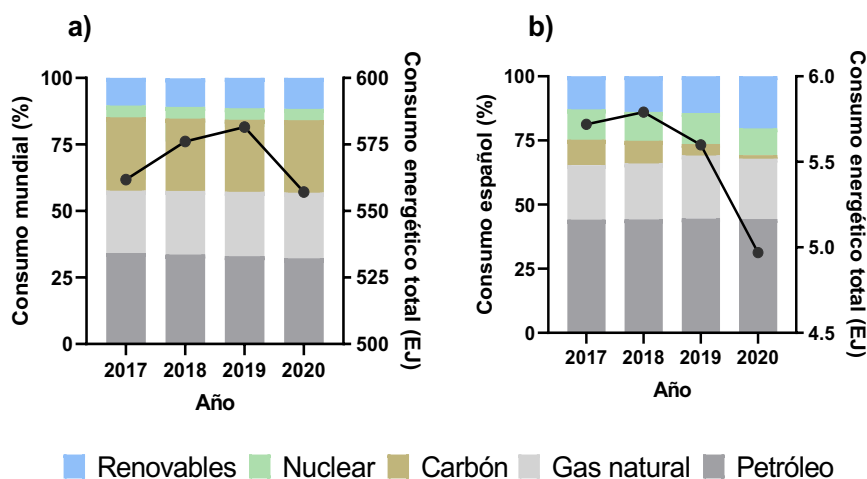 a)
Consumo mundial (%)
100
75
50
25
0
600
575
550
525
500
Consumo energético total (EJ)
2017 2018 2019 2020
Año
b)
Consumo español (%)
100
75
50
25
0
6.0
5.5
5.0
4.5
Consumo energético total (EJ)
2017 2018 2019 2020
Año
Renovables Nuclear Carbón Gas natural Petróleo